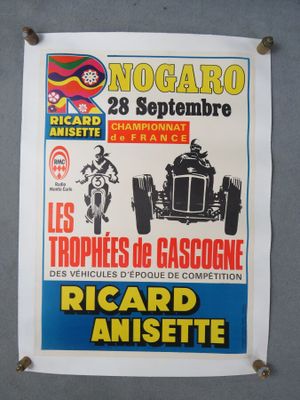 NOGARO
28 Septembre
RICARD
ANISETTE
CHAMPIONNAT
de FRANCE
RMC
Radio
Monte Carlo
LES
TROPHÉES de GASCOGNE
DES VÉHICULES D'ÉPOQUE DE COMPÉTITION
RICARD
ANISETTE